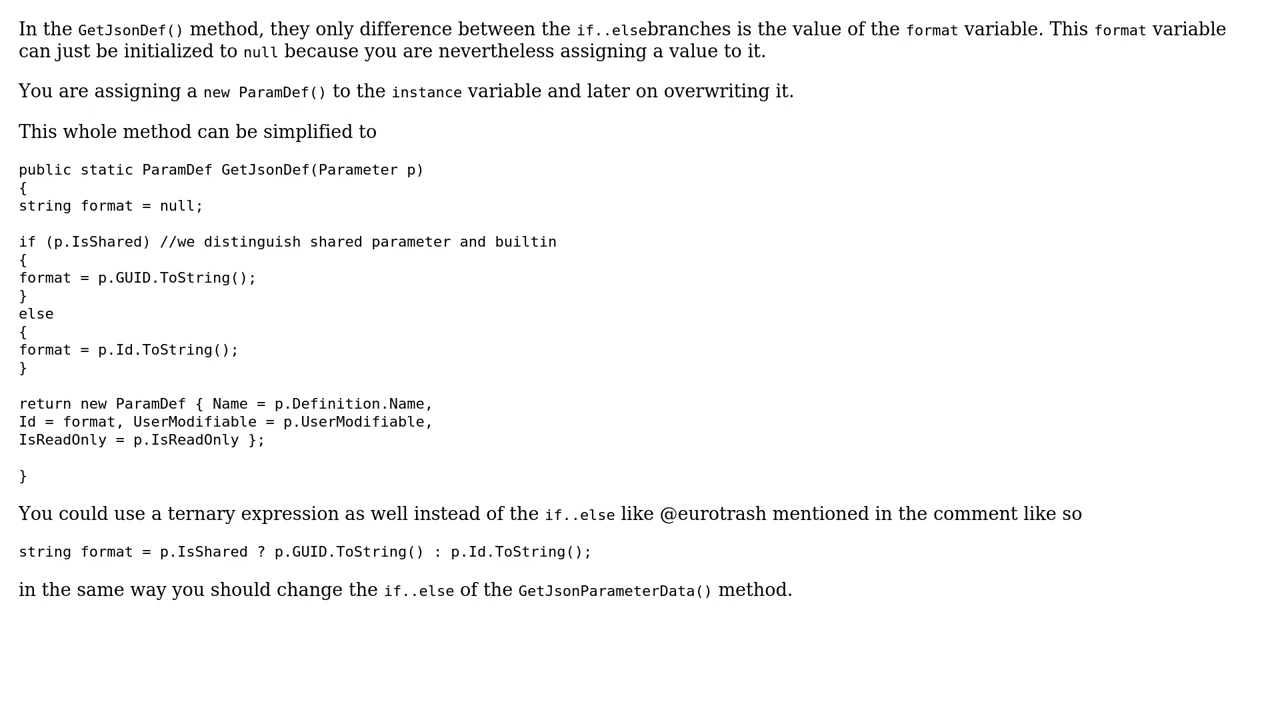 In the GetJsonDef() method, they only difference between the if..elsebranches is the value of the format variable. This format variable
can just be initialized to null because you are nevertheless assigning a value to it.
You are assigning a new ParamDef() to the instance variable and later on overwriting it.
This whole method can be simplified to
public static ParamDef GetJsonDef(Parameter p)
{
string format = null;
if (p.IsShared) //we distinguish shared parameter and builtin
{
format = p.GUID.ToString();
}
else
{
format = p.Id.ToString();
}
return new ParamDef { Name = p.Definition.Name,
Id = format, UserModifiable = p.UserModifiable,
IsReadOnly = p.IsReadOnly };
}
You could use a ternary expression as well instead of the if..else like @eurotrash mentioned in the comment like so
string format = p.IsShared ? p.GUID.ToString() : p.Id.ToString();
in the same way you should change the if..else of the GetJsonParameterData() method.